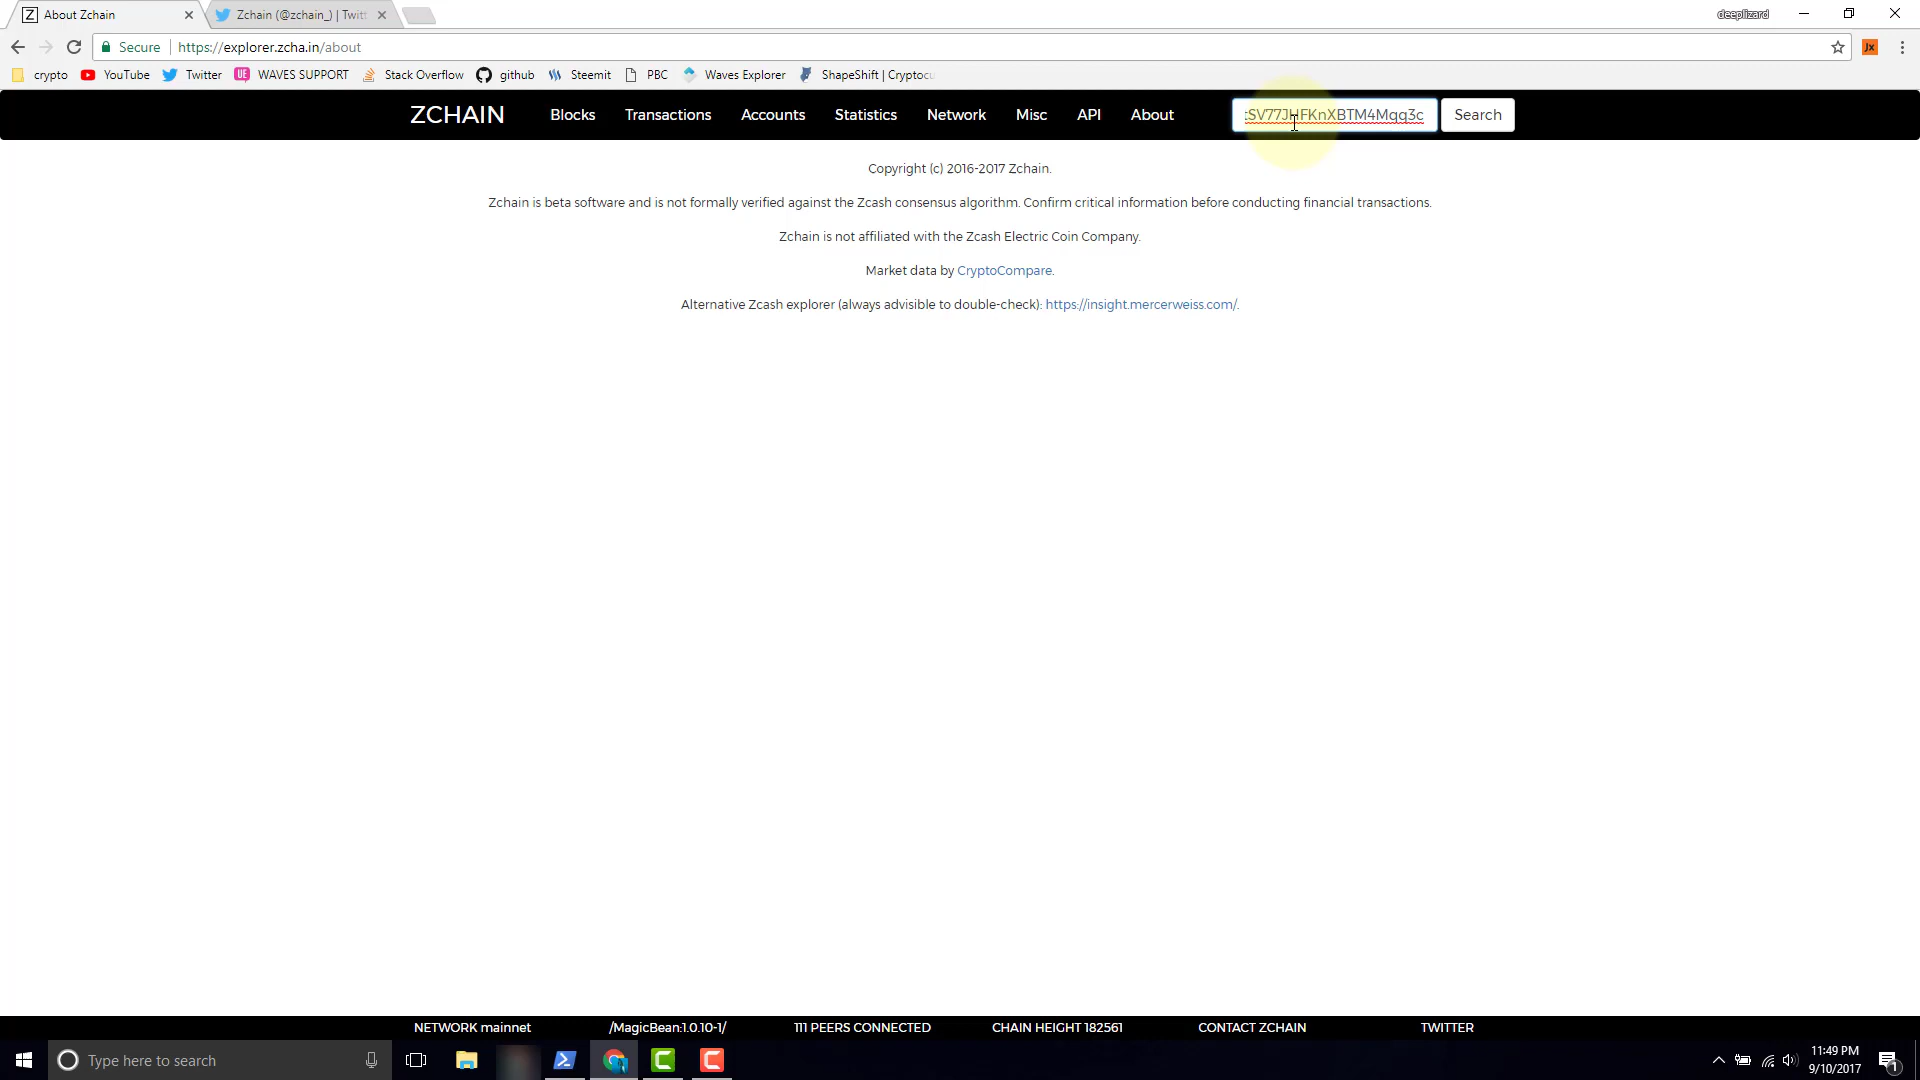 Z About Zchain
Zchain (@zchain_) | Twitt
deeplizard
Secure https://explorer.zcha.in/about
Jx
crypto YouTube Twitter UE WAVES SUPPORT Stack Overflow github Steemit PBC Waves Explorer ShapeShift | Cryptocu
ZCHAIN Blocks Transactions Accounts Statistics Network Misc API About tSV77JHFKnXBTM4Mqq3c Search
Copyright (c) 2016-2017 Zchain.
Zchain is beta software and is not formally verified against the Zcash consensus algorithm. Confirm critical information before conducting financial transactions.
Zchain is not affiliated with the Zcash Electric Coin Company.
Market data by CryptoCompare.
Alternative Zcash explorer (always advisible to double-check): https://insight.mercerweiss.com/.
NETWORK mainnet /MagicBean:1.0.10-1/ 111 PEERS CONNECTED CHAIN HEIGHT 182561 CONTACT ZCHAIN TWITTER
Type here to search
11:49 PM
9/10/2017
1